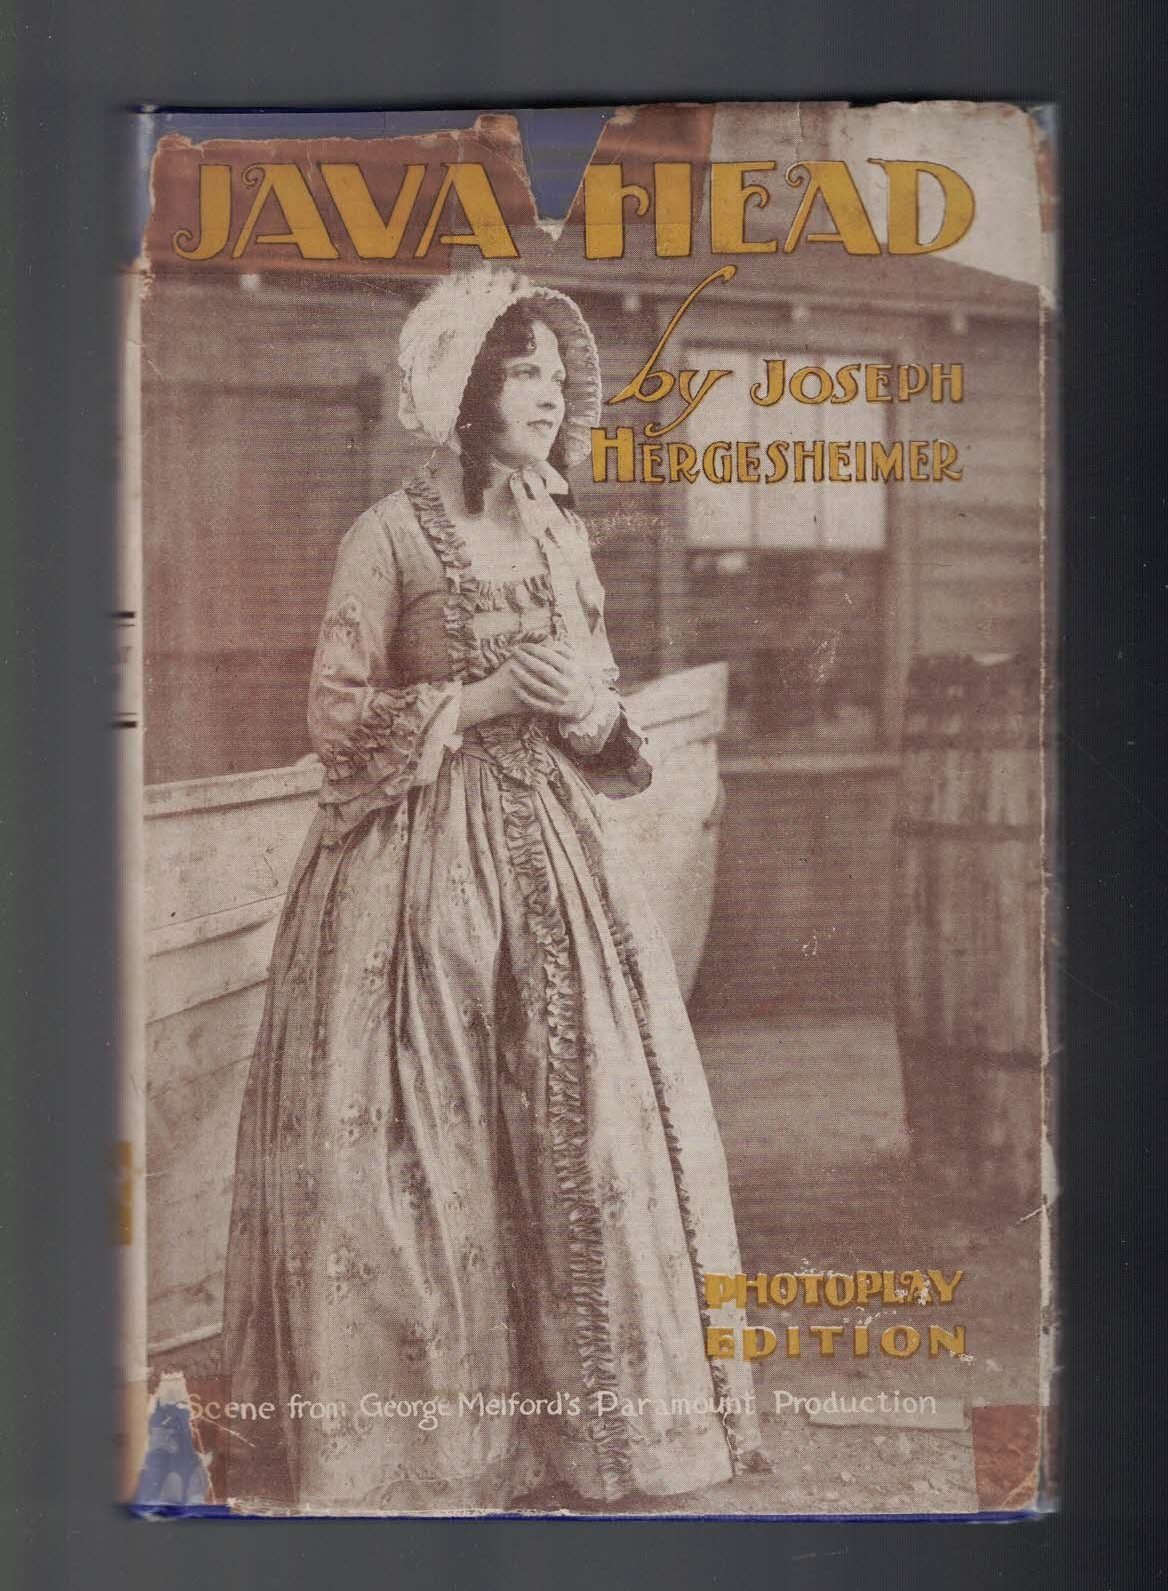 JAVA HEAD
by JOSEPH
HERGESHEIMER
PHOTOPLAY
EDITION
Scene from George Melford's Paramount Production